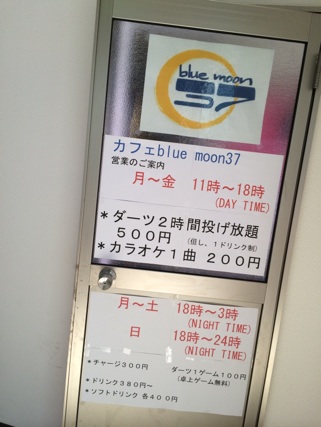 blue moon
37
カフェblue moon37
営業のご案内
月～金 11時～18時
(DAY TIME)
＊ダーツ2時間投げ放題
500円 (但し、1ドリンク制)
＊カラオケ1曲 200円
月～土 18時～3時
(NIGHT TIME)
日 18時～24時
(NIGHT TIME)
＊チャージ300円 ダーツ1ゲーム100円
(卓上ゲーム無料)
＊ドリンク380円～
＊ソフトドリンク 各400円